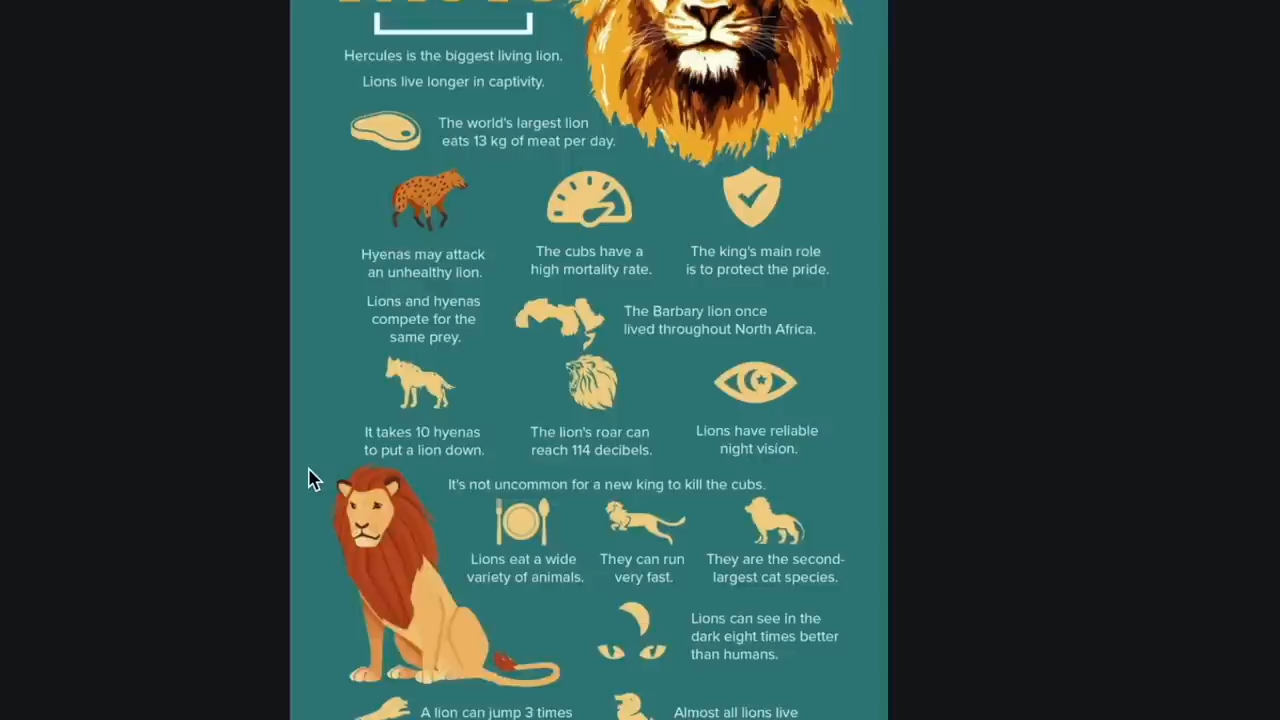 Hercules is the biggest living lion.
Lions live longer in captivity.
The world's largest lion
eats 13 kg of meat per day.
Hyenas may attack
an unhealthy lion.
The cubs have a
high mortality rate.
The king's main role
is to protect the pride.
Lions and hyenas
compete for the
same prey.
The Barbary lion once
lived throughout North Africa.
It takes 10 hyenas
to put a lion down.
The lion's roar can
reach 114 decibels.
Lions have reliable
night vision.
It's not uncommon for a new king to kill the cubs.
Lions eat a wide
variety of animals.
They can run
very fast.
They are the second-
largest cat species.
Lions can see in the
dark eight times better
than humans.
A lion can jump 3 times
Almost all lions live